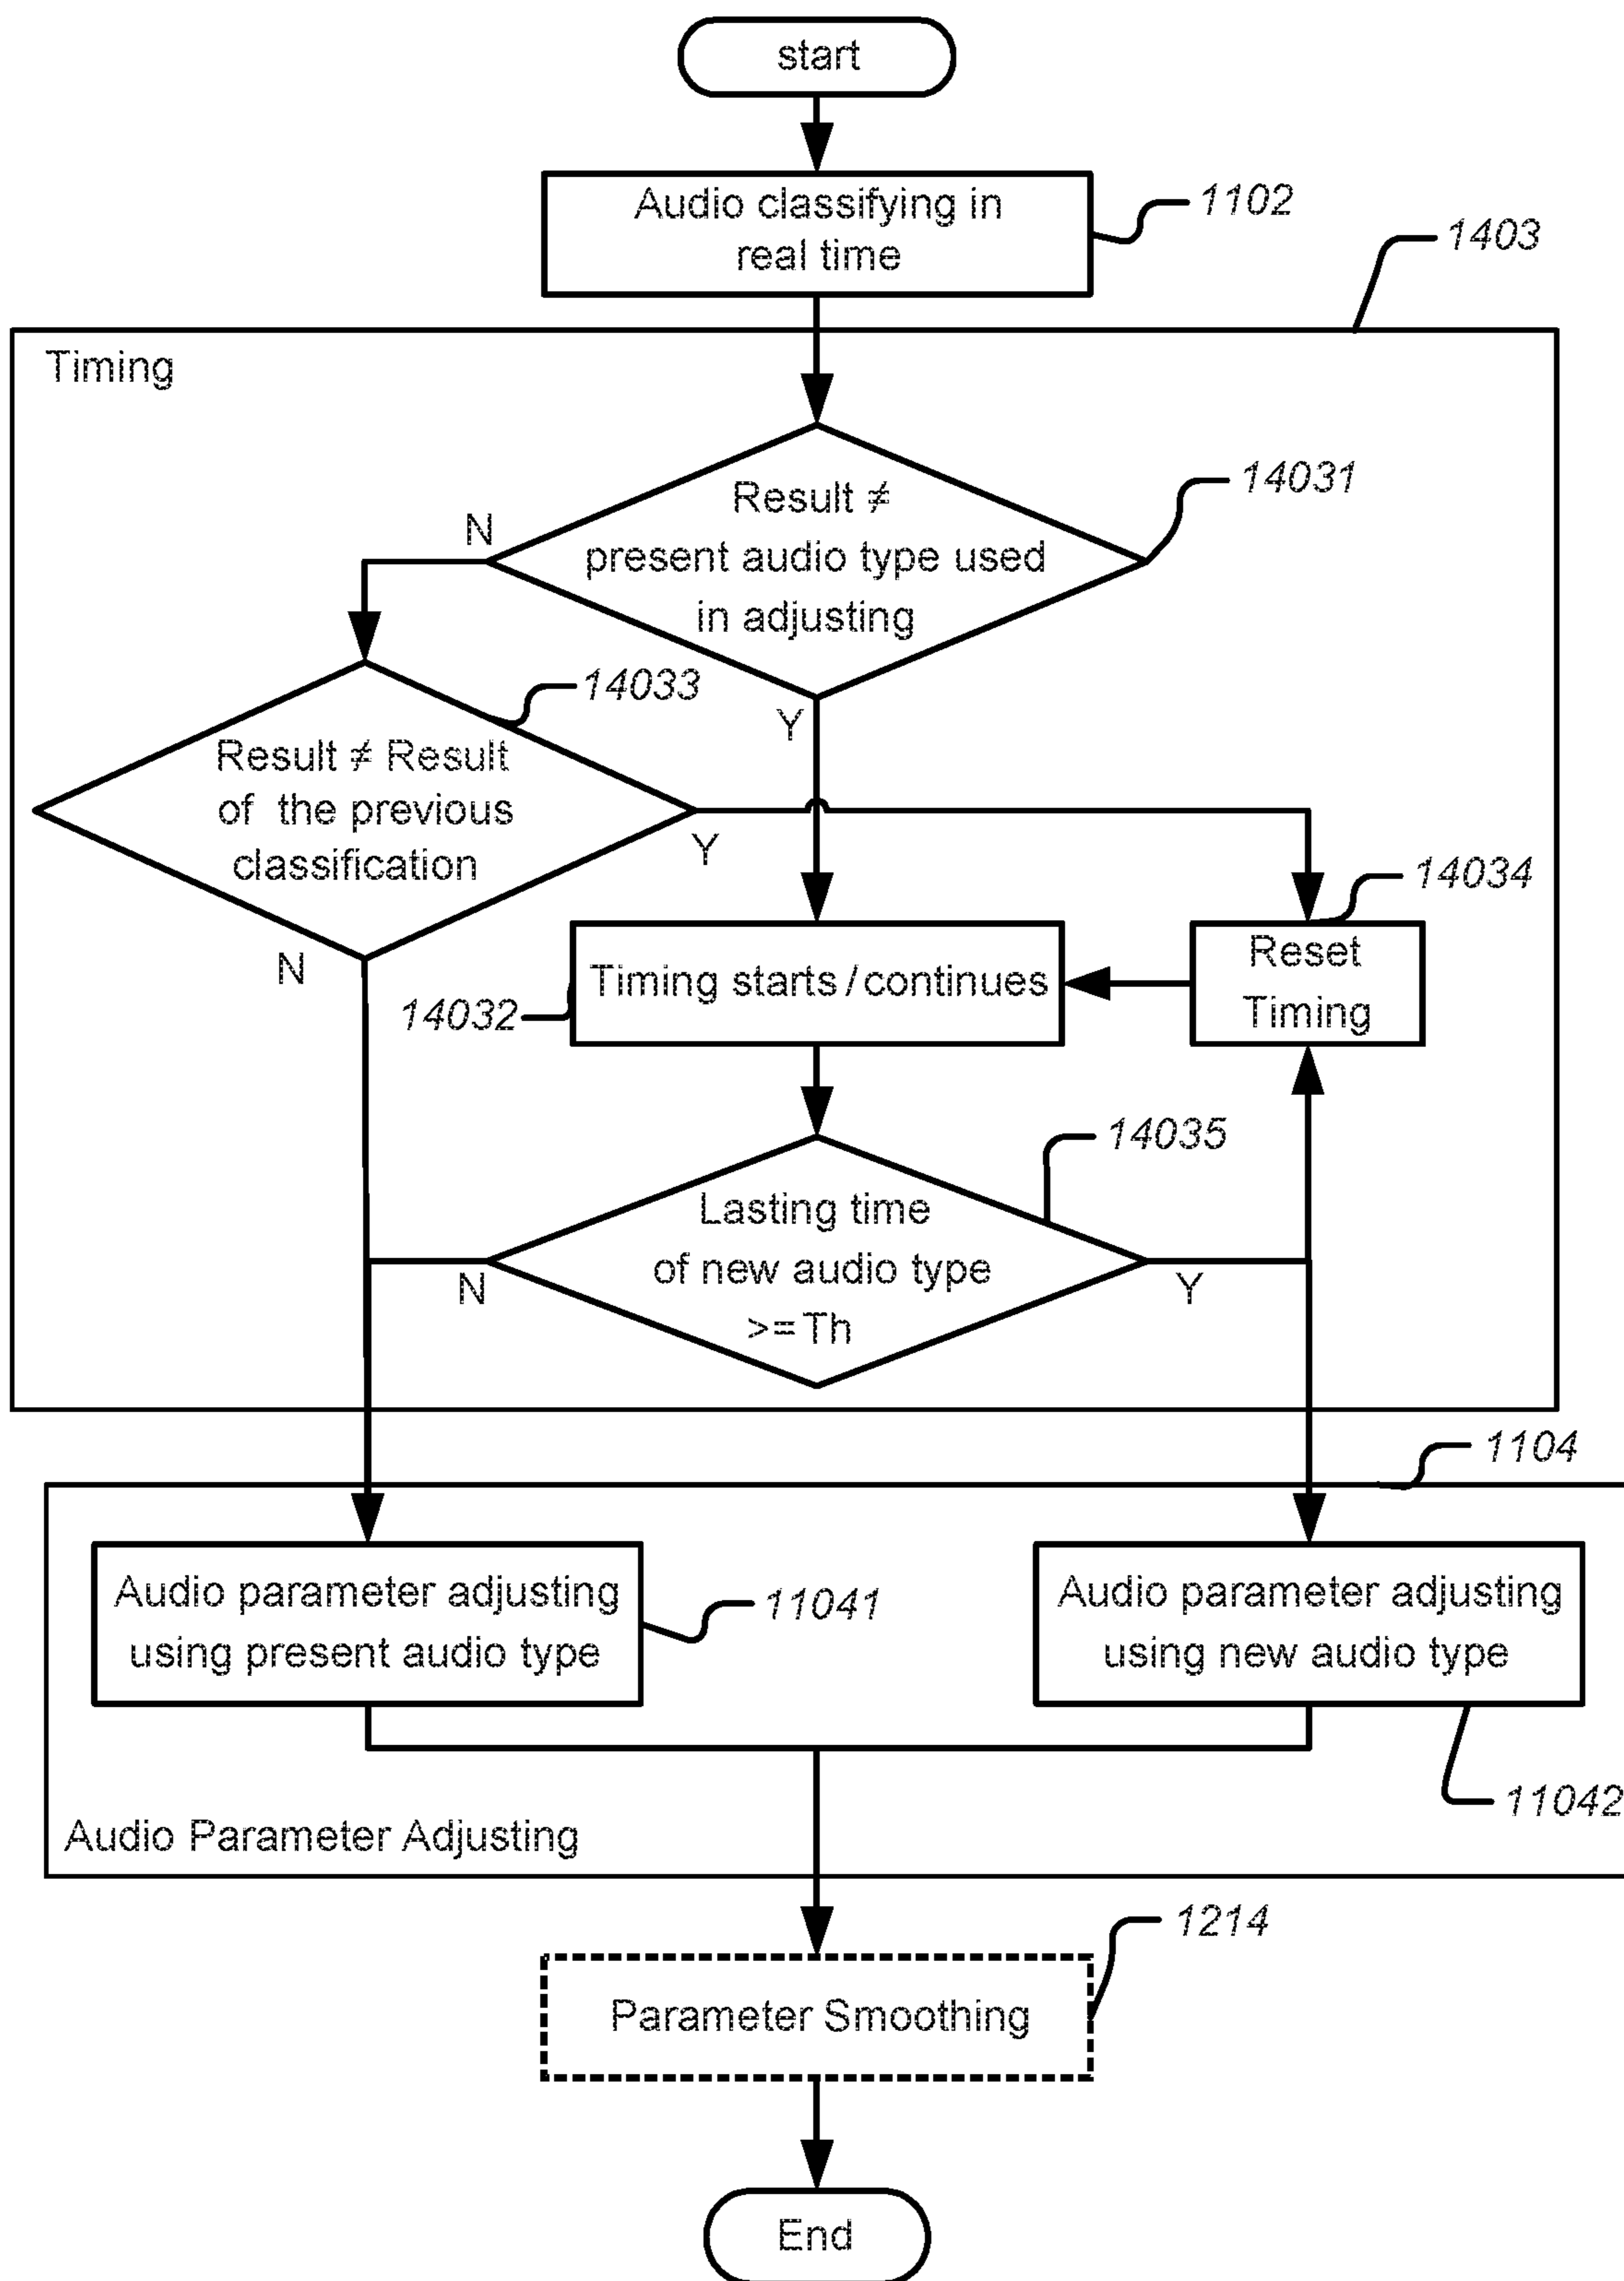 start
Audio classifying in
real time
1102
1403
Timing
Result ≠
present audio type used
in adjusting
14031
N
Y
14033
Result ≠ Result
of the previous
classification
Y
N
14034
Reset
Timing
Timing starts / continues
14032
14035
Lasting time
of new audio type
>= Th
N
Y
1104
Audio parameter adjusting
using present audio type
11041
Audio parameter adjusting
using new audio type
11042
Audio Parameter Adjusting
1214
Parameter Smoothing
End